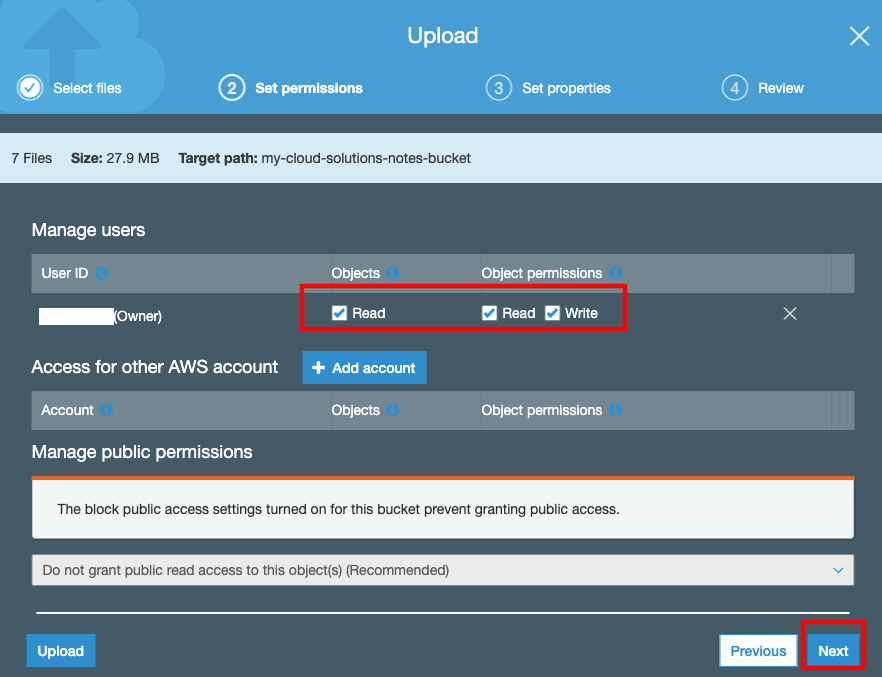 Upload
Select files
2 Set permissions
3 Set properties
4 Review
7 Files Size: 27.9 MB Target path: my-cloud-solutions-notes-bucket
Manage users
User ID Objects Object permissions
(Owner) Read Read Write
Access for other AWS account + Add account
Account Objects Object permissions
Manage public permissions
The block public access settings turned on for this bucket prevent granting public access.
Do not grant public read access to this object(s) (Recommended)
Upload Previous Next